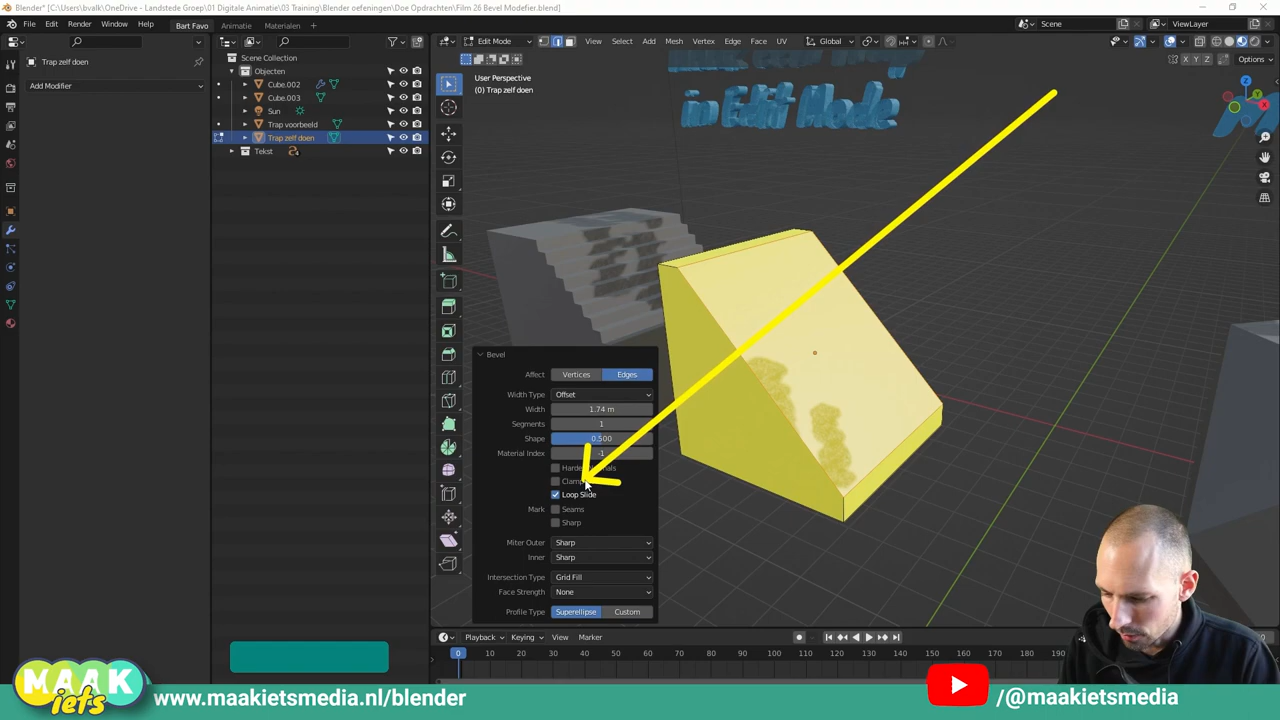 Blender* [C:\Users\bvalk\OneDrive - Landstede Groep\01 Digitale Animatie\03 Training\Blender oefeningen\Doe Opdrachten\Film 26 Bevel Modefier.blend]
File Edit Render Window Help Bart Favo Animatie Material Scene ViewLayer
Edit Mode View Select Add Mesh Vertex Edge Face UV Global
X Y Z Options
Trap zelf doen
Add Modifier
Scene Collection
Objecten
Cube.002
Cube.003
Sun
Trap voorbeeld
Trap zelf doen
Tekst
User Perspective
(0) Trap zelf doen
in Edit Mode
Z
X
Bevel
Affect Vertices Edges
Width Type Offset
Width 1.74 m
Segments 1
Shape 0.500
Material Index -1
Loop Slide
Mark Seams
Sharp
Miter Outer Sharp
Inner Sharp
Intersection Type Grid Fill
Face Strength None
Profile Type Superellipse Custom
Playback Keying View Marker
0 10 20 30 40 50 60 70 80 90 100 110 120 130 140 150 160 170 180
MAAK
iets
www.maakietsmedia.nl/blender
/@maakietsmedia